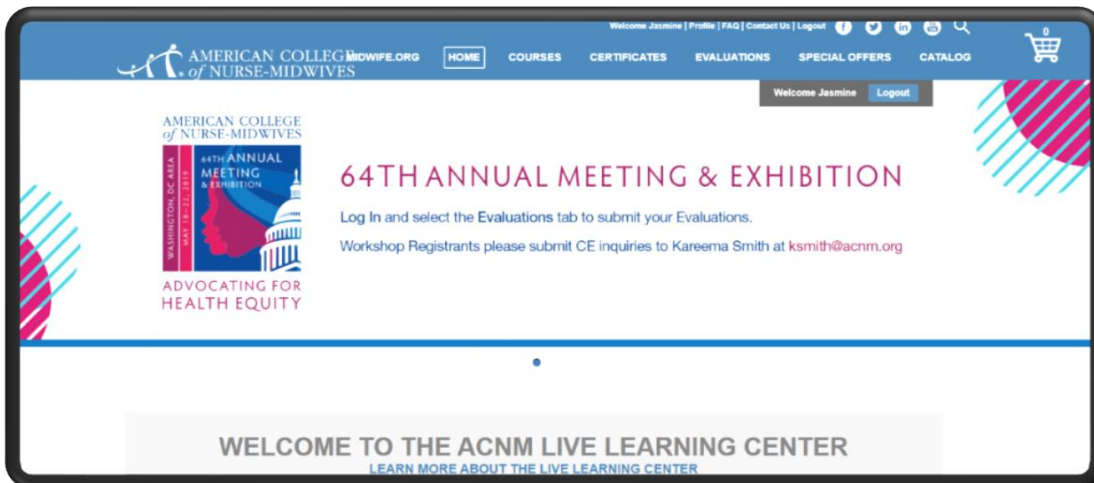 Welcome Jasmine | Profile | FAQ | Contact Us | Logout
0
AMERICAN COLLEGE
of NURSE-MIDWIVES
MIDWIFE.ORG HOME COURSES CERTIFICATES EVALUATIONS SPECIAL OFFERS CATALOG
Welcome Jasmine Logout
AMERICAN COLLEGE
of NURSE-MIDWIVES
WASHINGTON, DC AREA
MAY 18-22, 2019
64TH ANNUAL
MEETING
& EXHIBITION
ADVOCATING FOR
HEALTH EQUITY
64TH ANNUAL MEETING & EXHIBITION
Log In and select the Evaluations tab to submit your Evaluations.
Workshop Registrants please submit CE inquiries to Kareema Smith at ksmith@acnm.org
WELCOME TO THE ACNM LIVE LEARNING CENTER
LEARN MORE ABOUT THE LIVE LEARNING CENTER